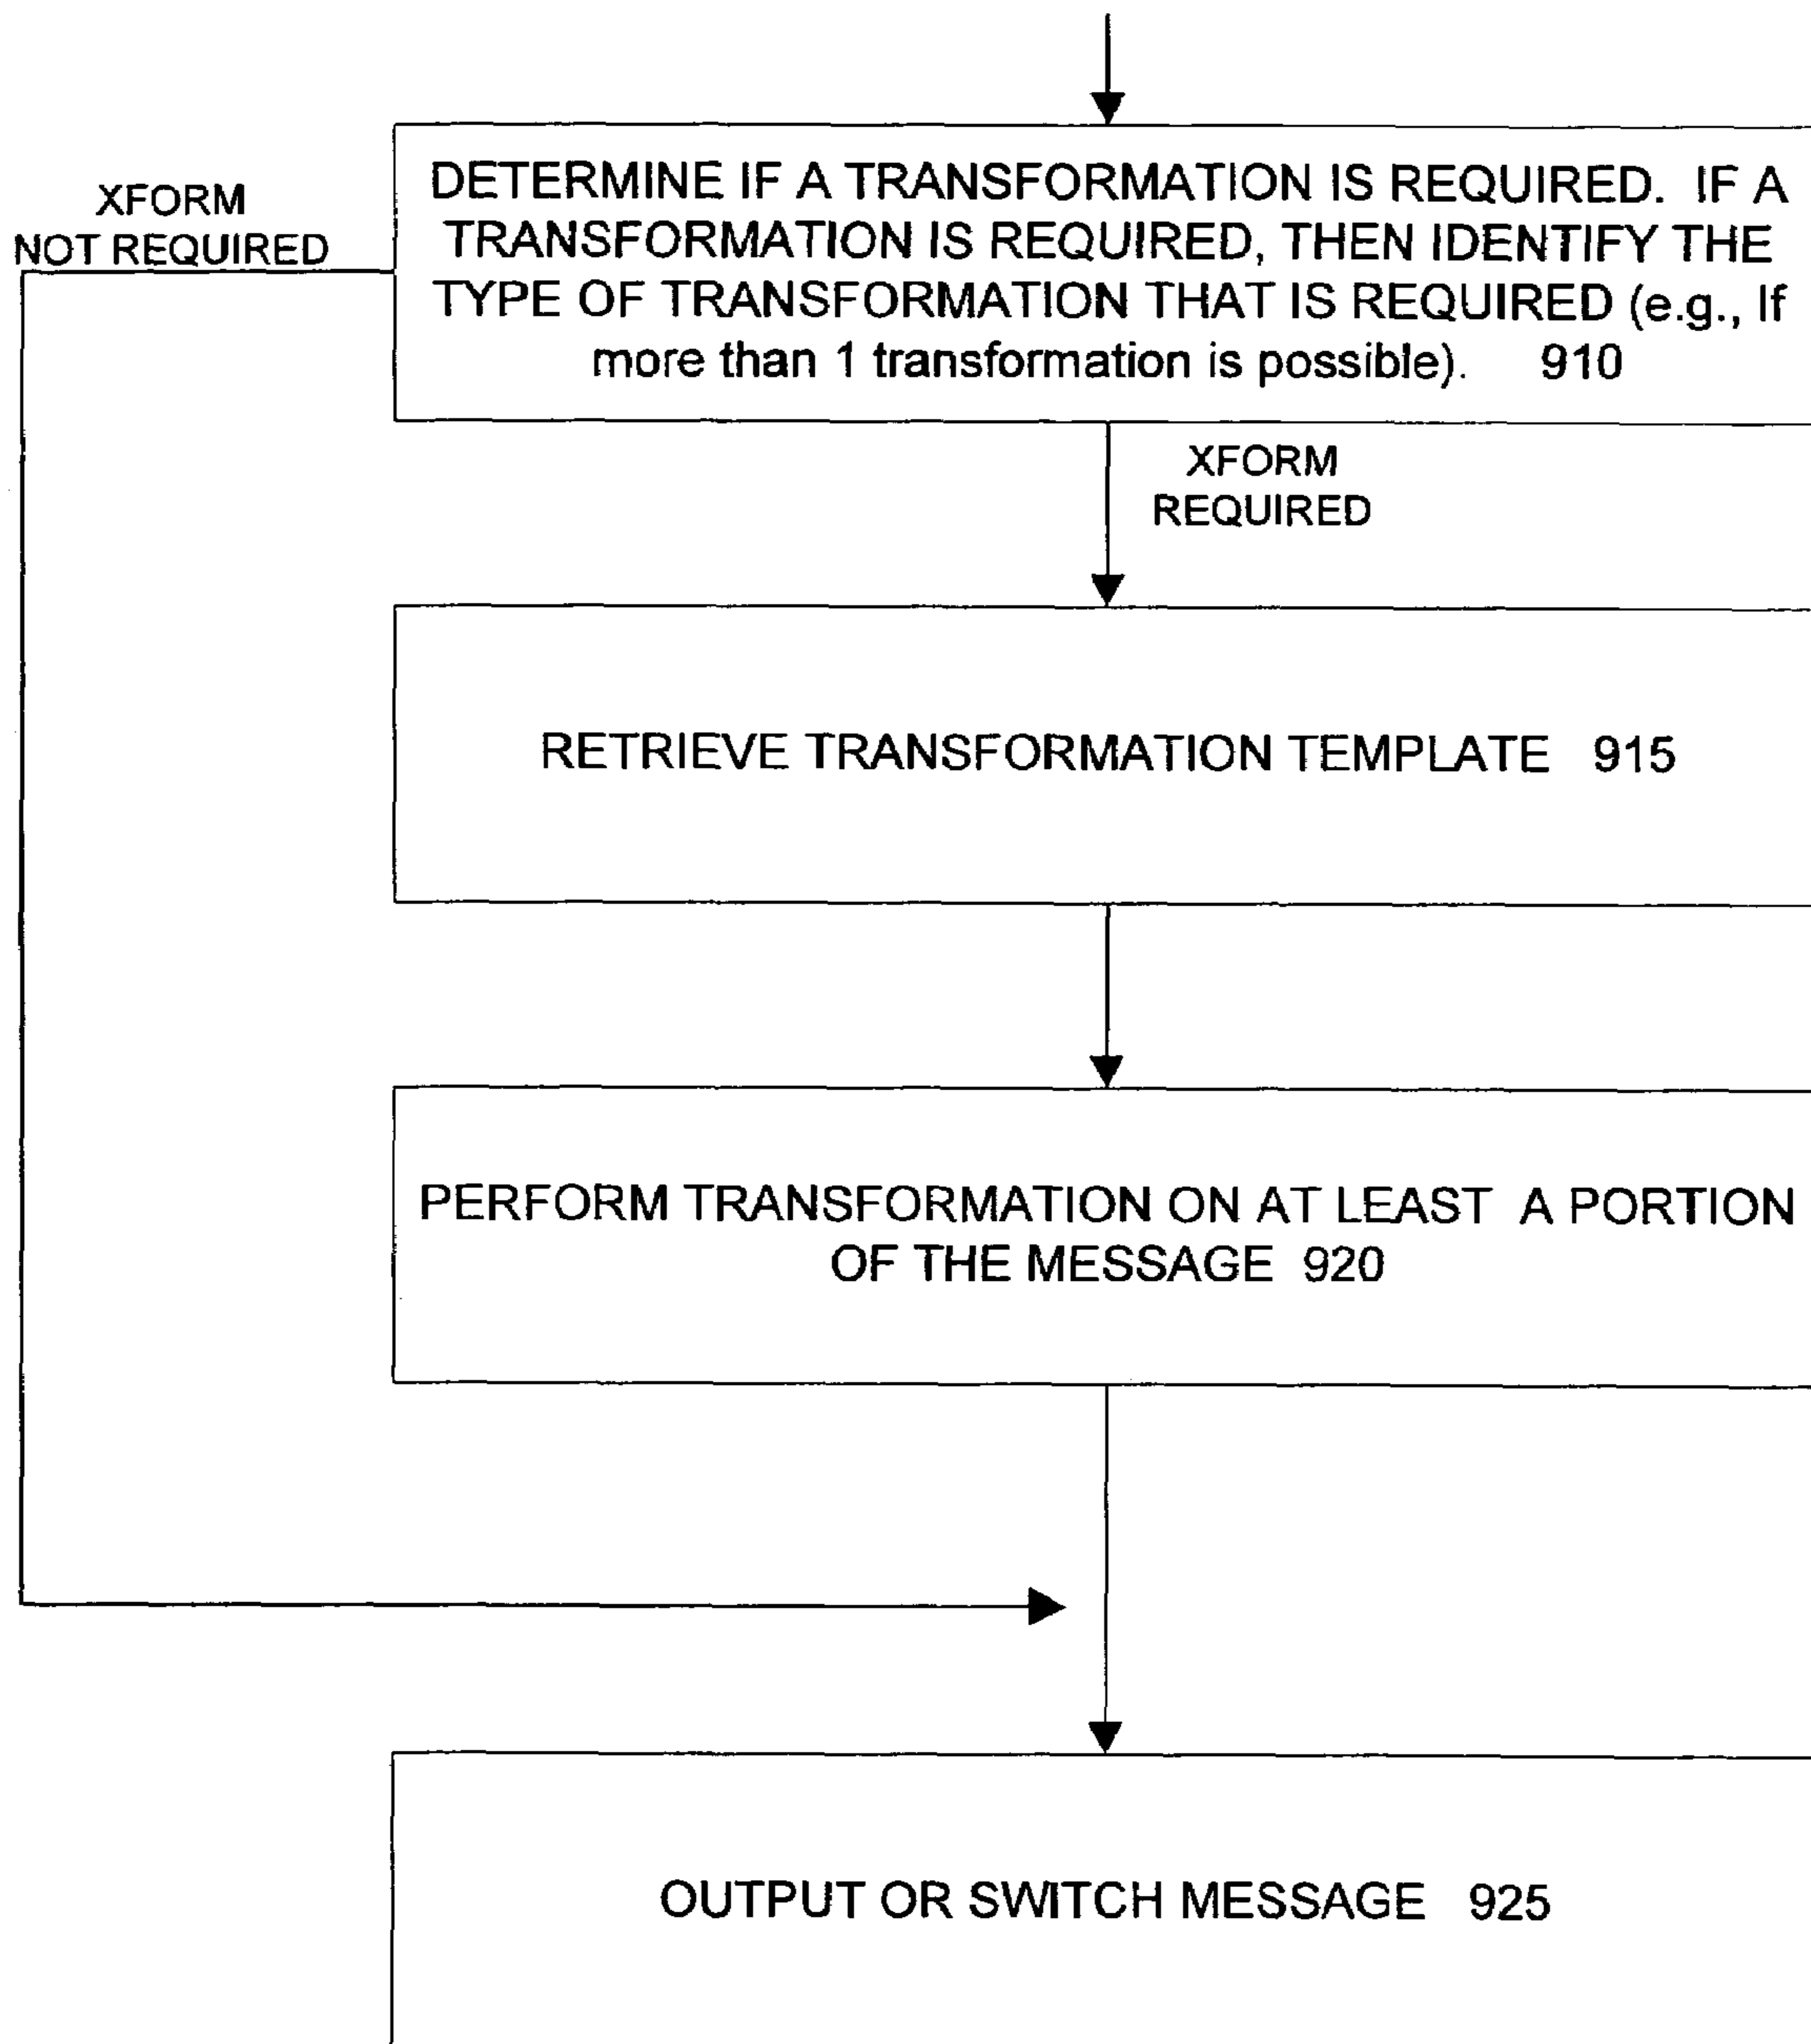 XFORM
NOT REQUIRED
DETERMINE IF A TRANSFORMATION IS REQUIRED. IF A
TRANSFORMATION IS REQUIRED, THEN IDENTIFY THE
TYPE OF TRANSFORMATION THAT IS REQUIRED (e.g., If
more than 1 transformation is possible). 910
XFORM
REQUIRED
RETRIEVE TRANSFORMATION TEMPLATE 915
PERFORM TRANSFORMATION ON AT LEAST A PORTION
OF THE MESSAGE 920
OUTPUT OR SWITCH MESSAGE 925